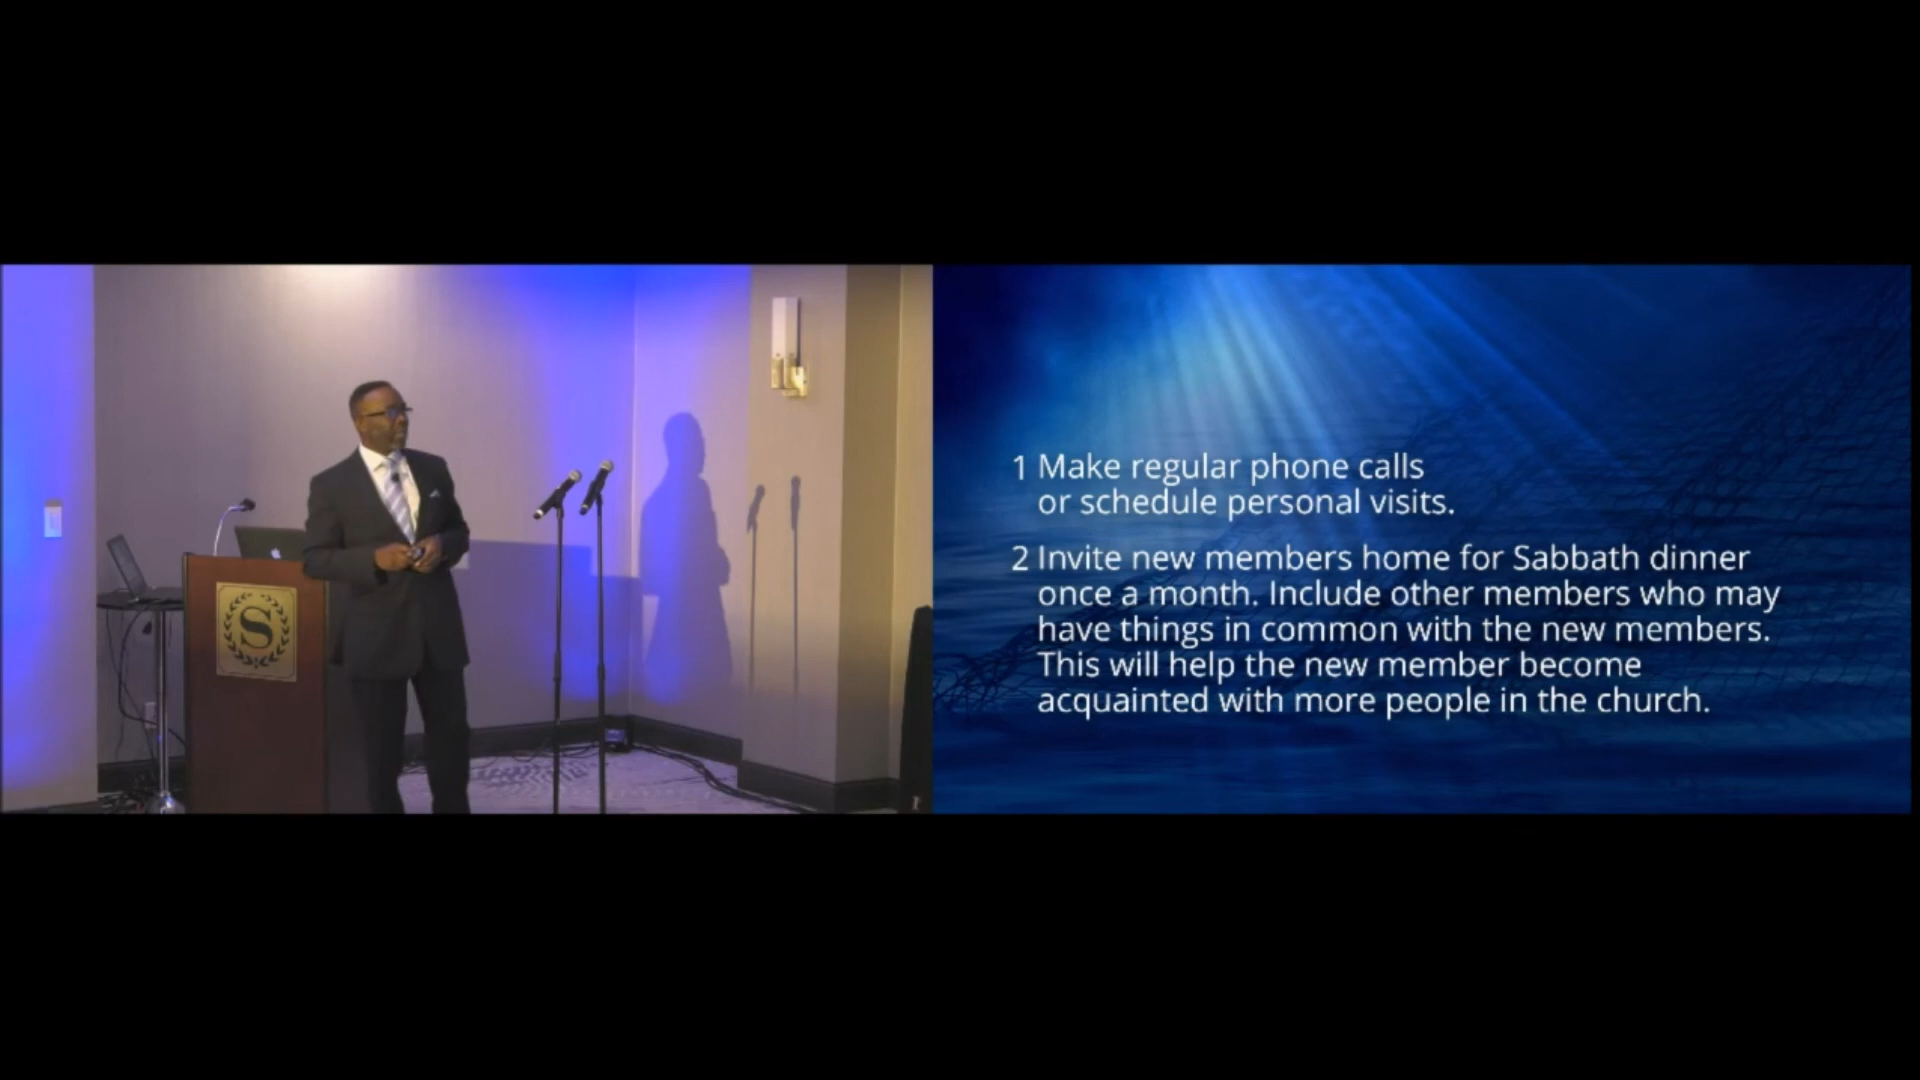 S
1 Make regular phone calls
or schedule personal visits.
2 Invite new members home for Sabbath dinner
once a month. Include other members who may
have things in common with the new members.
This will help the new member become
acquainted with more people in the church.